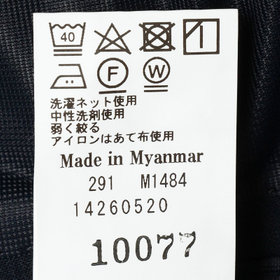 40
F W
洗濯ネット使用
中性洗剤使用
弱く絞る
アイロンはあて布使用
Made in Myanmar
291 M1484
14260520
10077